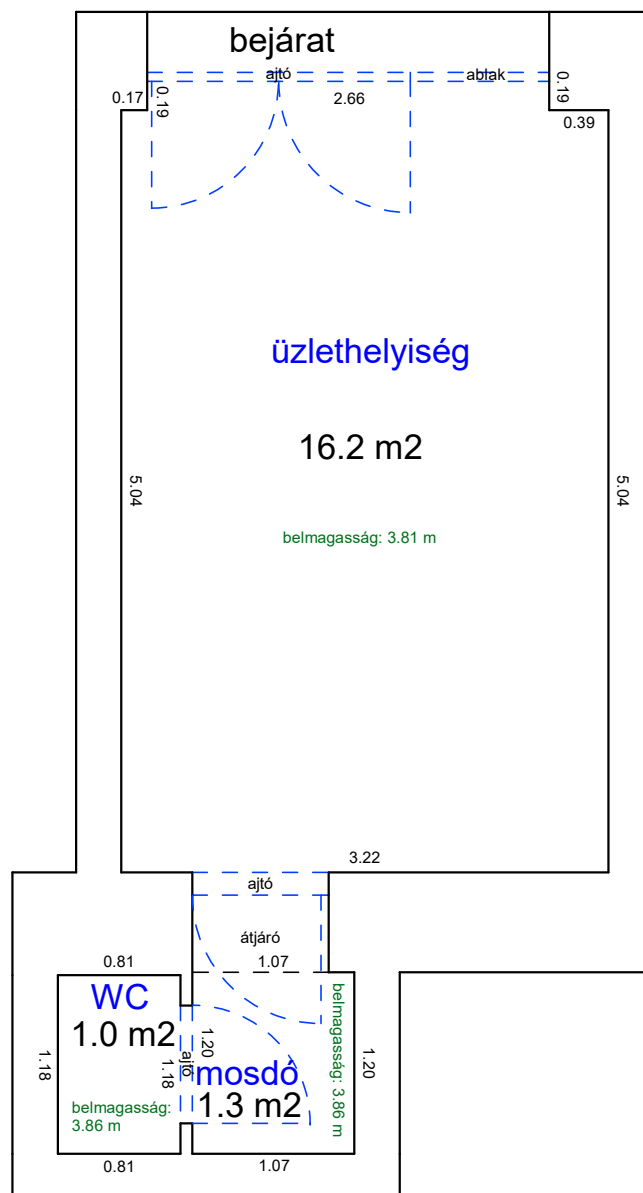 bejárat
ajtó
ablak
0.17
0.19
2.66
0.19
0.39
üzlethelyiség
16.2 m2
5.04
5.04
belmagasság: 3.81 m
3.22
ajtó
átjáró
0.81
1.07
WC
1.0 m2
1.18
1.18
ajtó
1.20
mosdó
1.3 m2
belmagasság: 3.86 m
1.20
belmagasság:
3.86 m
0.81
1.07